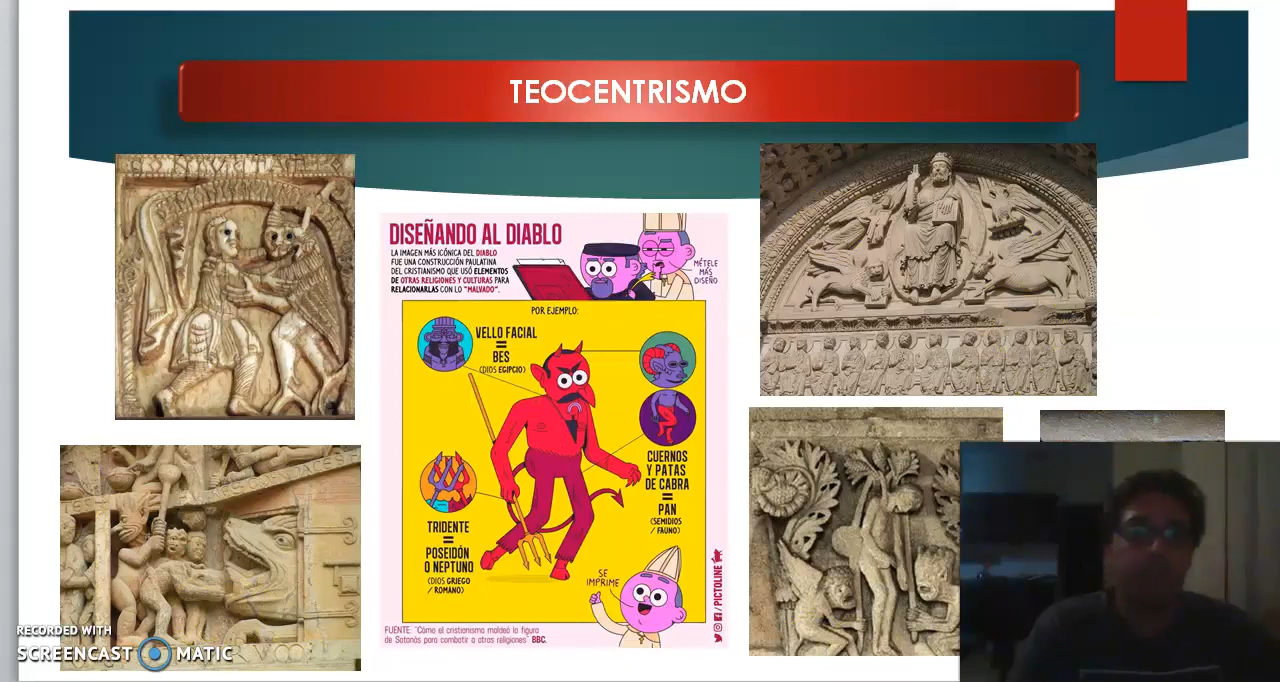 TEOCENTRISMO
DISEÑANDO AL DIABLO
LA IMAGEN MÁS ICÓNICA DEL DIABLO
FUE UNA CONSTRUCCIÓN PAULATINA
DEL CRISTIANISMO QUE USÓ ELEMENTOS
DE OTRAS RELIGIONES Y CULTURAS PARA
RELACIONARLAS CON LO "MALVADO".
MÉTELE
MÁS
DISEÑO
POR EJEMPLO:
VELLO FACIAL
=
BES
(DIOS EGIPCIO)
CUERNOS
Y PATAS
DE CABRA
=
PAN
(SEMIDIOS
/ FAUNO)
TRIDENTE
=
POSEIDÓN
O NEPTUNO
(DIOS GRIEGO
/ ROMANO)
SE
IMPRIME
/PICTOLINE
FUENTE: "Cómo el cristianismo moldeó la figura
de Satanás para combatir a otras religiones" BBC.
RECORDED WITH
SCREENCAST MATIC